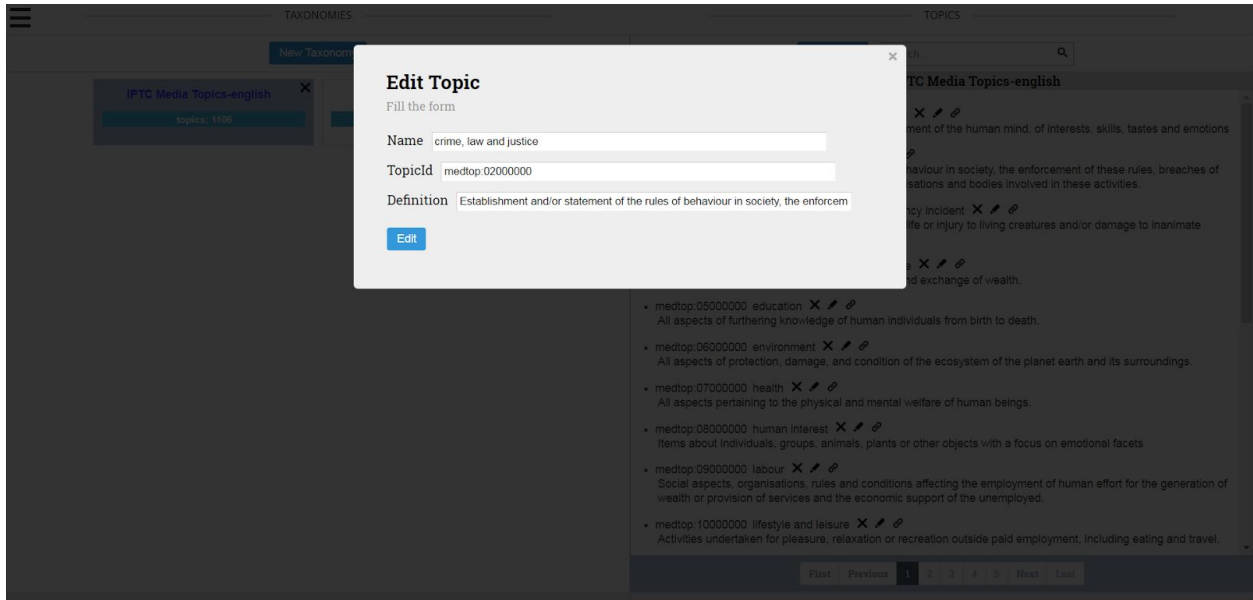 TAXONOMIES
TOPICS
New Taxonom
ch...
IPTC Media Topics-english
topics: 1106
TC Media Topics-english
Edit Topic
Fill the form
Name crime, law and justice
TopicId medtop:02000000
Definition Establishment and/or statement of the rules of behaviour in society, the enforcem
Edit
ment of the human mind, of interests, skills, tastes and emotions
haviour in society, the enforcement of these rules, breaches of
sations and bodies involved in these activities.
ncy incident
life or injury to living creatures and/or damage to inanimate
e
nd exchange of wealth.
medtop:05000000 education
All aspects of furthering knowledge of human individuals from birth to death.
medtop:06000000 environment
All aspects of protection, damage, and condition of the ecosystem of the planet earth and its surroundings.
medtop:07000000 health
All aspects pertaining to the physical and mental welfare of human beings.
medtop:08000000 human interest
Items about individuals, groups, animals, plants or other objects with a focus on emotional facets
medtop:09000000 labour
Social aspects, organisations, rules and conditions affecting the employment of human effort for the generation of
wealth or provision of services and the economic support of the unemployed.
medtop:10000000 lifestyle and leisure
Activities undertaken for pleasure, relaxation or recreation outside paid employment, including eating and travel.
First Previous 1 2 3 4 5 Next Last